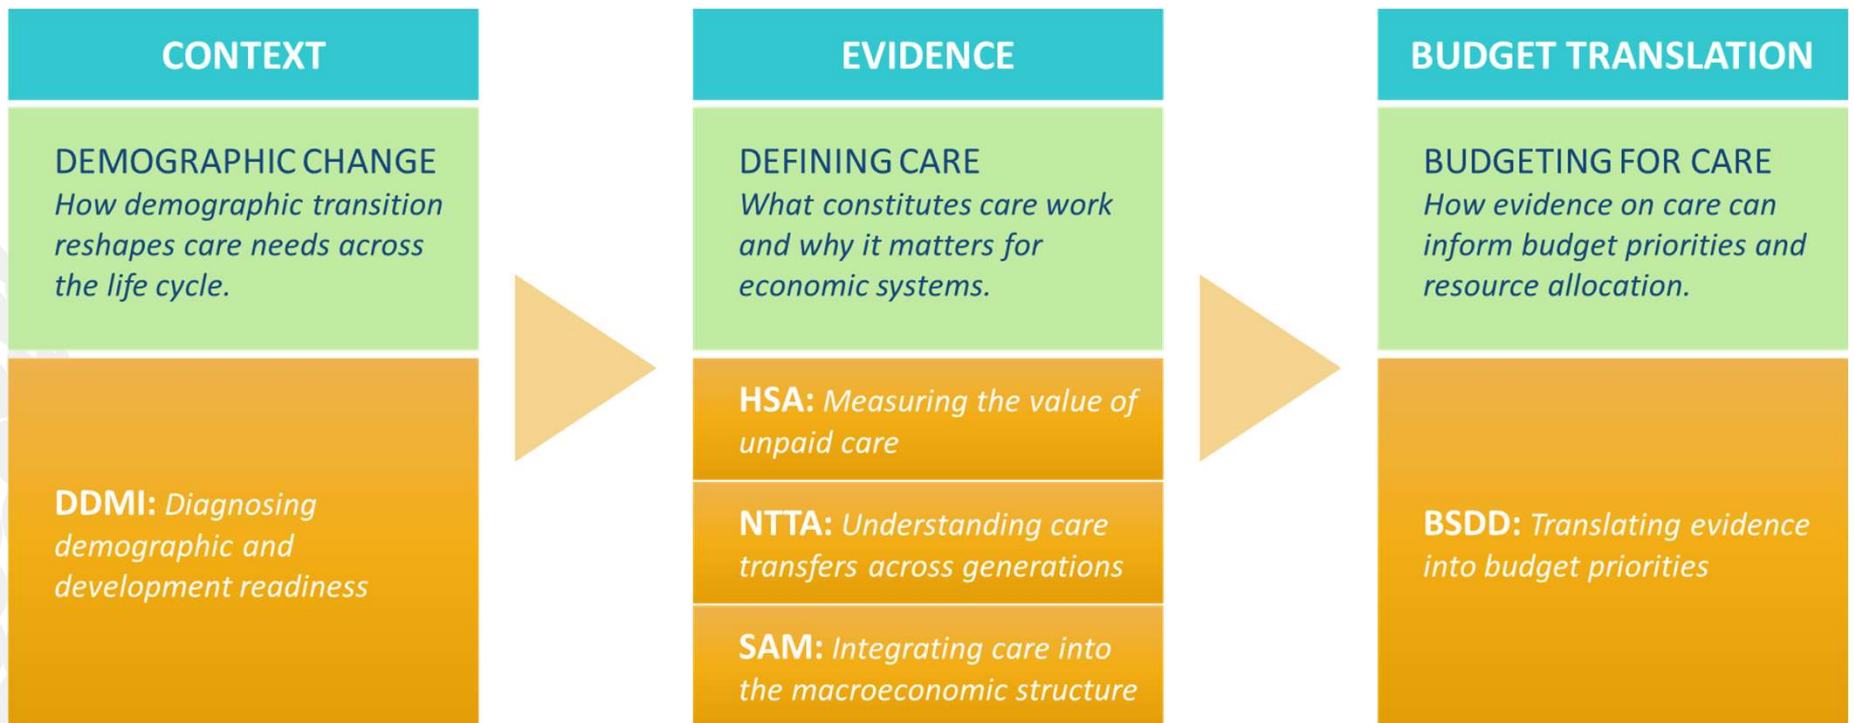 CONTEXT
DEMOGRAPHIC CHANGE
How demographic transition
reshapes care needs across
the life cycle.
DDMI: Diagnosing
demographic and
development readiness
EVIDENCE
DEFINING CARE
What constitutes care work
and why it matters for
economic systems.
HSA: Measuring the value of
unpaid care
NTTA: Understanding care
transfers across generations
SAM: Integrating care into
the macroeconomic structure
BUDGET TRANSLATION
BUDGETING FOR CARE
How evidence on care can
inform budget priorities and
resource allocation.
BSDD: Translating evidence
into budget priorities